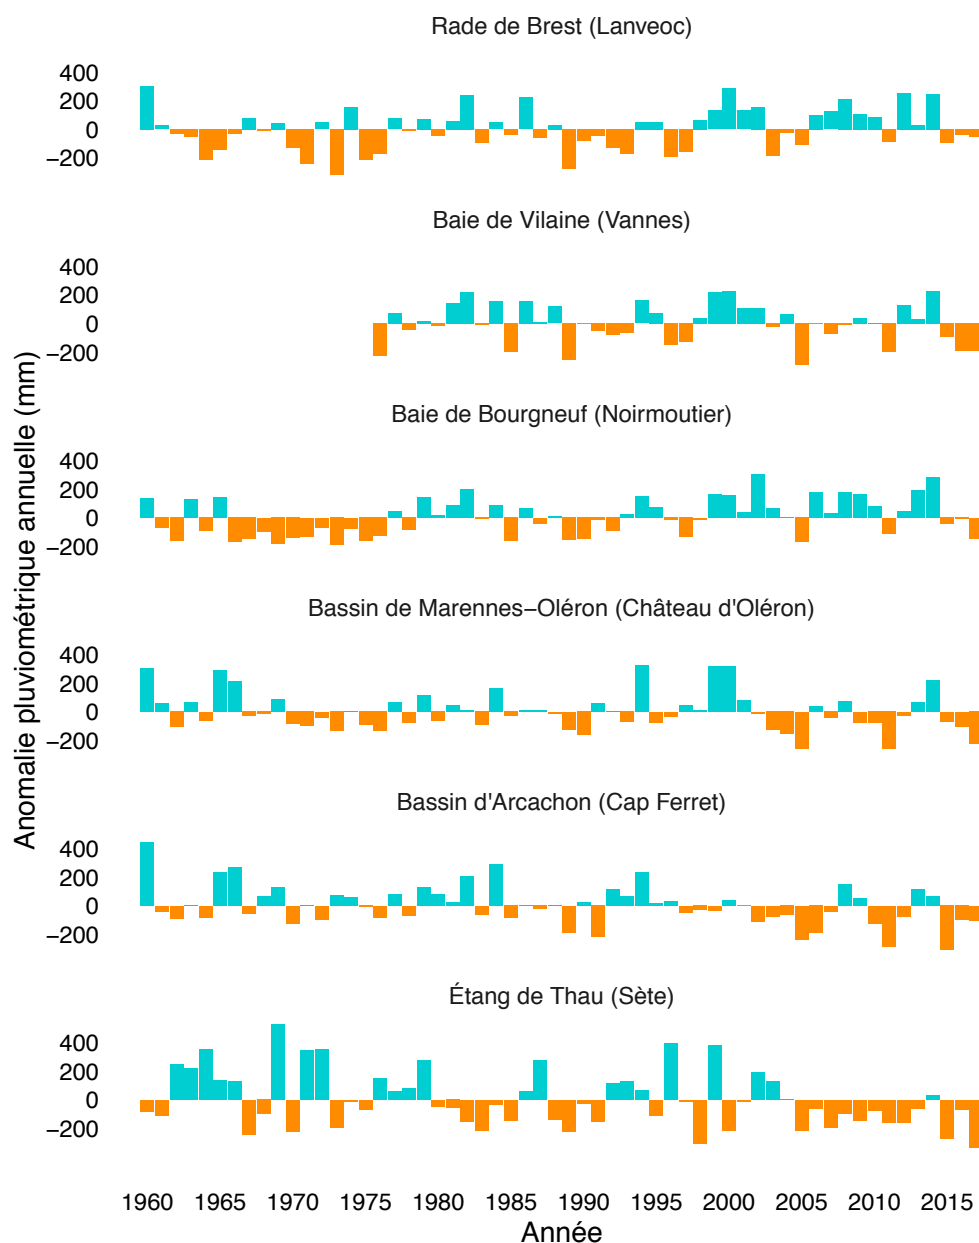 Rade de Brest (Lanveoc)
400
200
0
−200
Baie de Vilaine (Vannes)
400
200
0
−200
Baie de Bourgneuf (Noirmoutier)
400
200
0
−200
Bassin de Marennes−Oléron (Château d'Oléron)
400
200
0
−200
Bassin d'Arcachon (Cap Ferret)
400
200
0
−200
Étang de Thau (Sète)
400
200
0
−200
1960 1965 1970 1975 1980 1985 1990 1995 2000 2005 2010 2015
Année
Anomalie pluviométrique annuelle (mm)